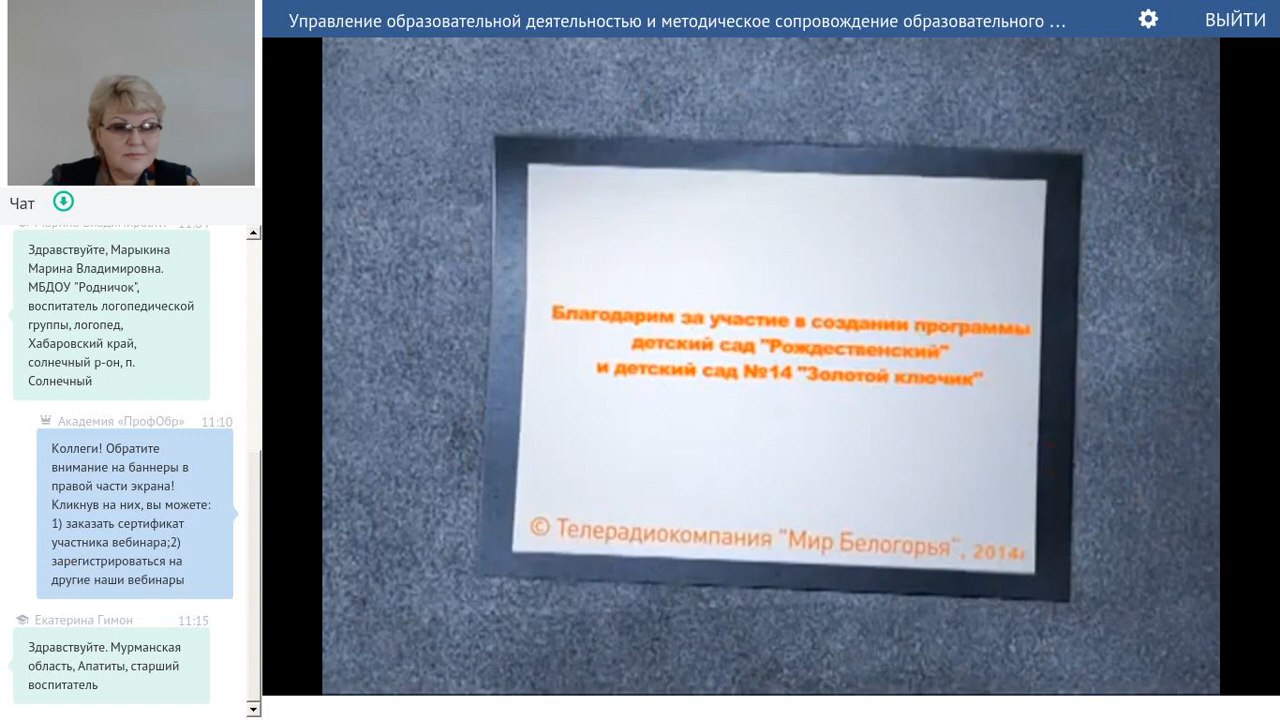 Управление образовательной деятельностью и методическое сопровождение образовательного ...
ВЫЙТИ
Чат
Здравствуйте, Марыкина
Марина Владимировна.
МБДОУ "Родничок",
воспитатель логопедической
группы, логопед,
Хабаровский край,
солнечный р-он, п.
Солнечный
Академия «ПрофОбр» 11:10
Коллеги! Обратите
внимание на баннеры в
правой части экрана!
Кликнув на них, вы можете:
1) заказать сертификат
участника вебинара;2)
зарегистрироваться на
другие наши вебинары
Екатерина Гимон 11:15
Здравствуйте. Мурманская
область, Апатиты, старший
воспитатель
Благодарим за участие в создании программы
детский сад "Рождественский"
и детский сад №14 "Золотой ключик"
© Телерадиокомпания "Мир Белогорья", 2014г